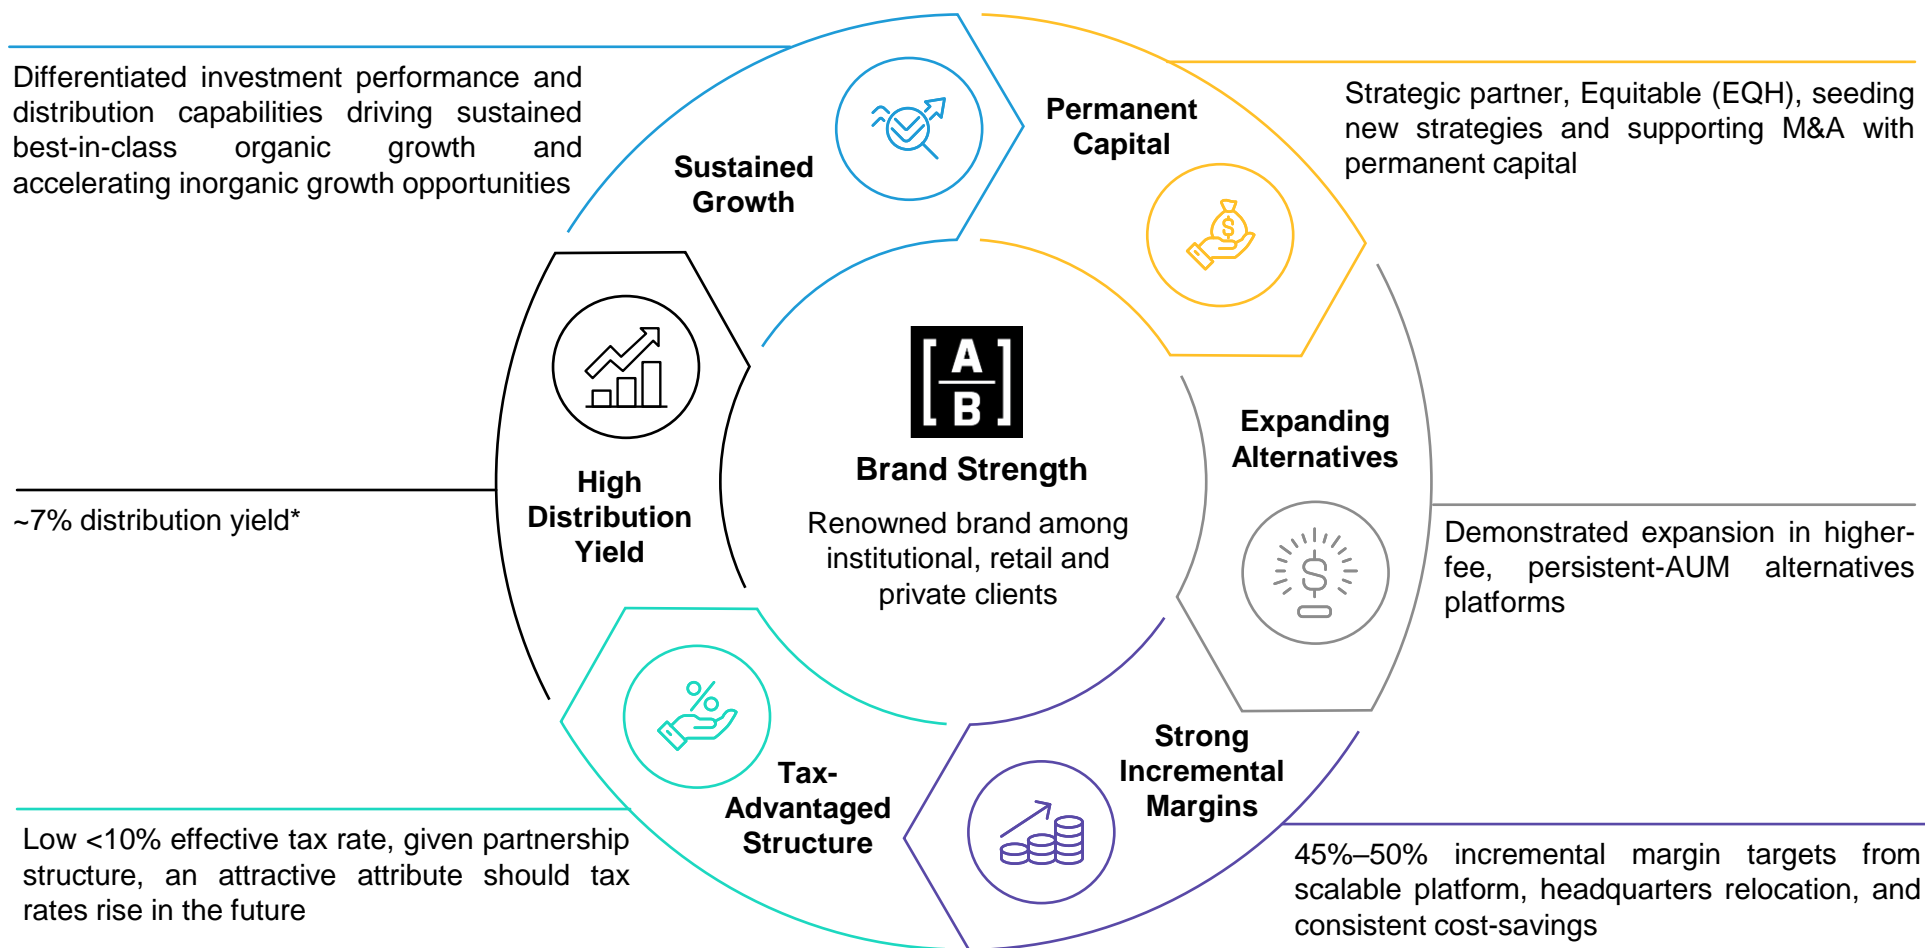 Differentiated investment performance and
distribution capabilities driving sustained
best-in-class organic growth and
accelerating inorganic growth opportunities
Sustained
Growth
Permanent
Capital
Strategic partner, Equitable (EQH), seeding
new strategies and supporting M&A with
permanent capital
$
~7% distribution yield*
High
Distribution
Yield
[A
B]
Brand Strength
Renowned brand among
institutional, retail and
private clients
Expanding
Alternatives
$
Demonstrated expansion in higher-
fee, persistent-AUM alternatives
platforms
%
Low <10% effective tax rate, given partnership
structure, an attractive attribute should tax
rates rise in the future
Tax-
Advantaged
Structure
Strong
Incremental
Margins
45%–50% incremental margin targets from
scalable platform, headquarters relocation, and
consistent cost-savings